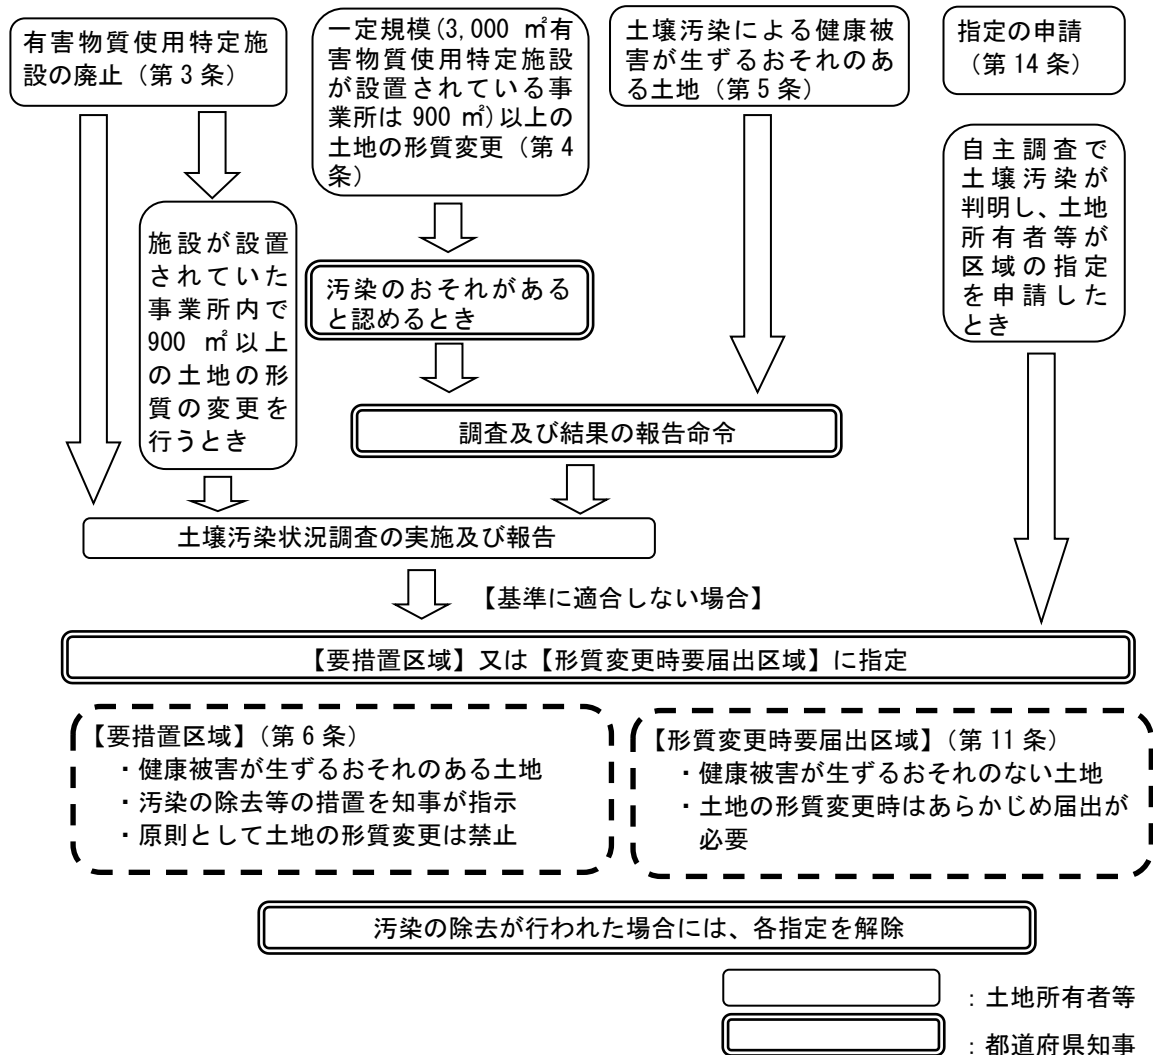 有害物質使用特定施
設の廃止（第3条）
一定規模(3,000 ㎡有
害物質使用特定施設
が設置されている事
業所は 900 ㎡)以上の
土地の形質変更（第4
条）
土壌汚染による健康被
害が生ずるおそれのあ
る土地（第5条）
指定の申請
（第14条）
施設が設置
されていた
事業所内で
900 ㎡以上
の土地の形
質の変更を
行うとき
汚染のおそれがある
と認めるとき
自主調査で
土壌汚染が
判明し、土地
所有者等が
区域の指定
を申請した
とき
調査及び結果の報告命令
土壌汚染状況調査の実施及び報告
【基準に適合しない場合】
【要措置区域】又は【形質変更時要届出区域】に指定
【要措置区域】（第6条）
・健康被害が生ずるおそれのある土地
・汚染の除去等の措置を知事が指示
・原則として土地の形質変更は禁止
【形質変更時要届出区域】（第11条）
・健康被害が生ずるおそれのない土地
・土地の形質変更時はあらかじめ届出が
必要
汚染の除去が行われた場合には、各指定を解除
：土地所有者等
：都道府県知事